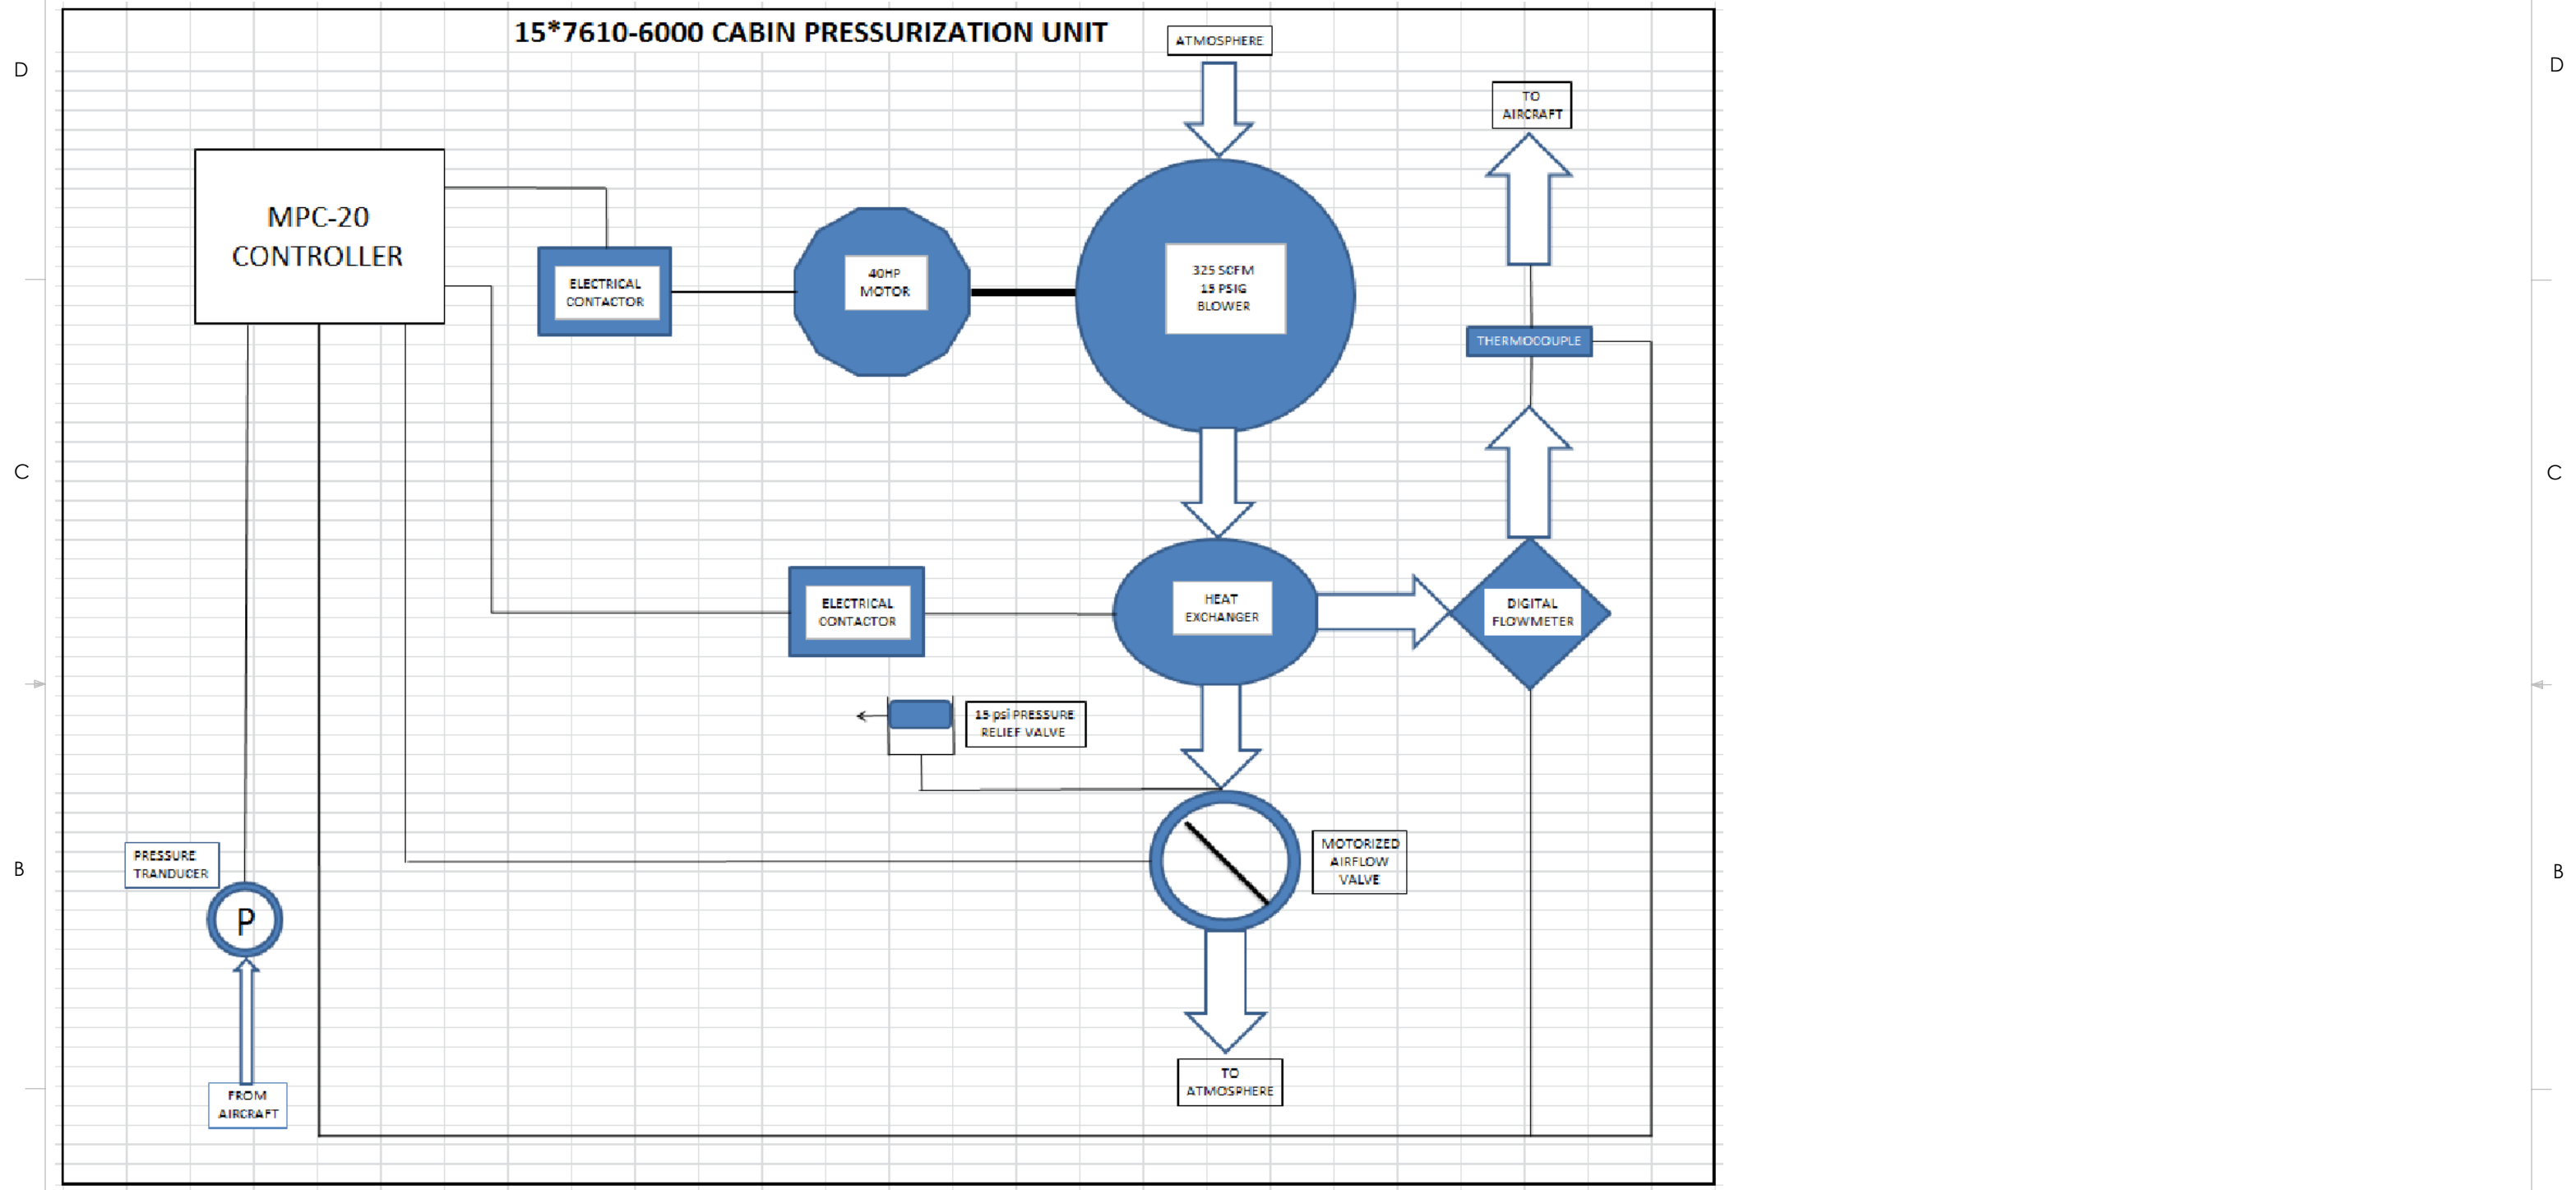 15*7610-6000 CABIN PRESSURIZATION UNIT
ATMOSPHERE
D
D
TO
AIRCRAFT
MPC-20
CONTROLLER
ELECTRICAL
CONTACTOR
40HP
MOTOR
325 SCFM
15 PSIG
BLOWER
THERMOCOUPLE
C
C
ELECTRICAL
CONTACTOR
HEAT
EXCHANGER
DIGITAL
FLOWMETER
15 psi PRESSURE
RELIEF VALVE
MOTORIZED
AIRFLOW
VALVE
B
B
PRESSURE
TRANDUCER
P
TO
ATMOSPHERE
FROM
AIRCRAFT